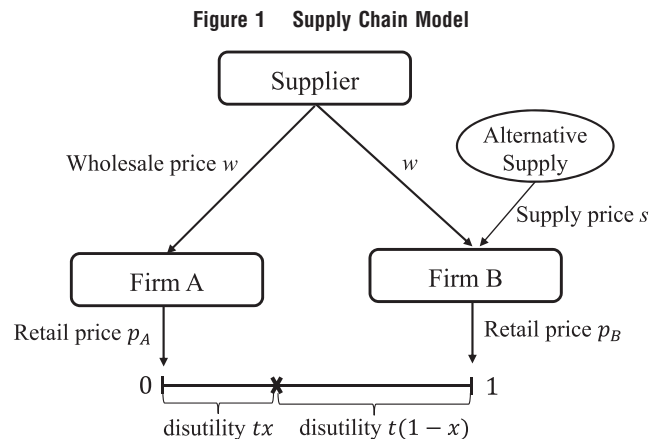 Figure 1 Supply Chain Model
Supplier
Alternative
Supply
Wholesale price w
w
Supply price s
Firm A
Firm B
Retail price p_A
Retail price p_B
0
1
disutility tx
disutility t(1 − x)